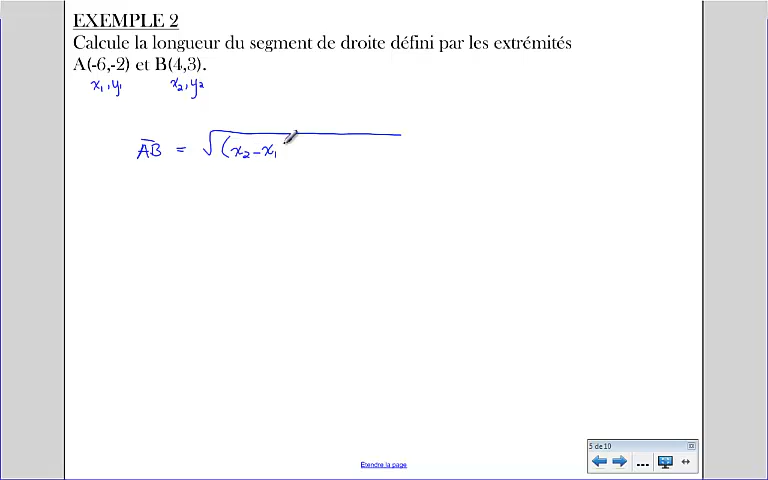 EXEMPLE 2
Calcule la longueur du segment de droite défini par les extrémités
A(-6,-2) et B(4,3).
x₁,y₁ x₂,y₂
A̅B̅ = √(x₂-x₁
5 de 10
Étendre la page